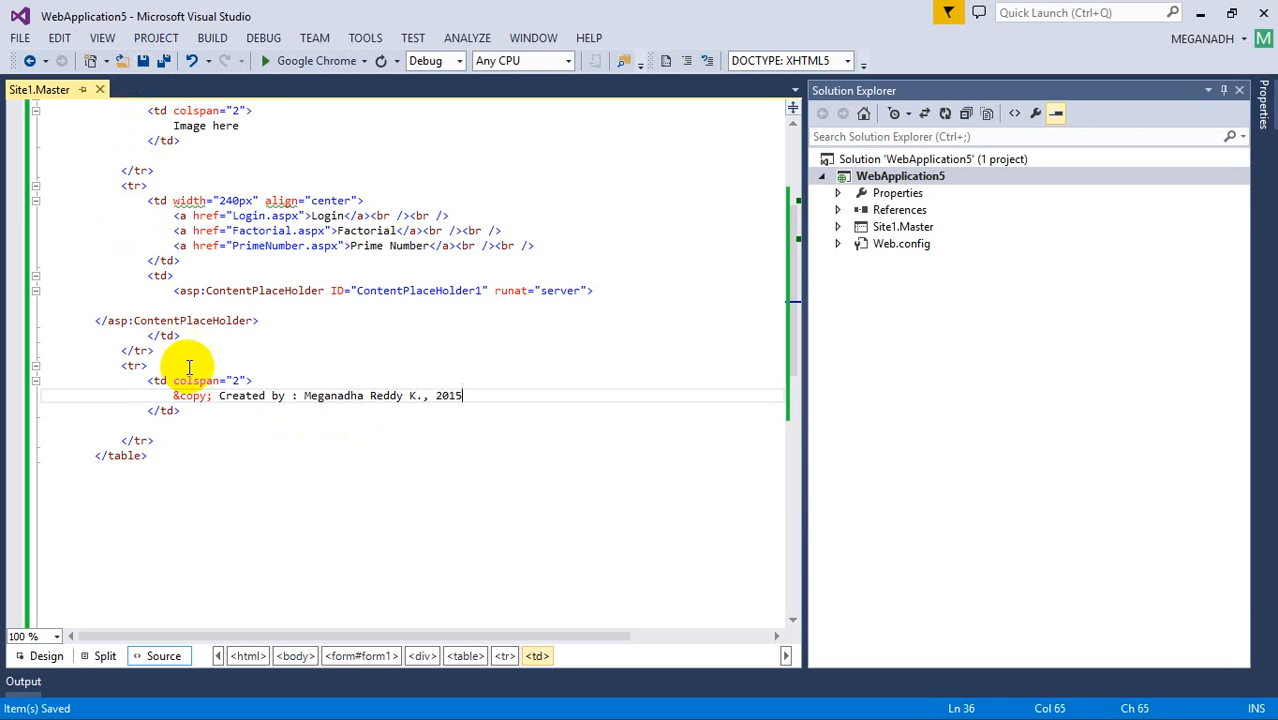 WebApplication5 - Microsoft Visual Studio
Quick Launch (Ctrl+Q)
FILE EDIT VIEW PROJECT BUILD DEBUG TEAM TOOLS TEST ANALYZE WINDOW HELP
MEGANADH M
Google Chrome Debug Any CPU DOCTYPE: XHTML5
Site1.Master
<td colspan="2">
Image here
</td>
</tr>
<tr>
<td width="240px" align="center">
<a href="Login.aspx">Login</a><br /><br />
<a href="Factorial.aspx">Factorial</a><br /><br />
<a href="PrimeNumber.aspx">Prime Number</a><br /><br />
</td>
<td>
<asp:ContentPlaceHolder ID="ContentPlaceHolder1" runat="server">
</asp:ContentPlaceHolder>
</td>
</tr>
<tr>
<td colspan="2">
&copy; Created by : Meganadha Reddy K., 2015
</td>
</tr>
</table>
100 %
Design Split Source <html> <body> <form#form1> <div> <table> <tr> <td>
Solution Explorer
Search Solution Explorer (Ctrl+;)
Solution 'WebApplication5' (1 project)
WebApplication5
Properties
References
Site1.Master
Web.config
Properties
Output
Item(s) Saved Ln 36 Col 65 Ch 65 INS